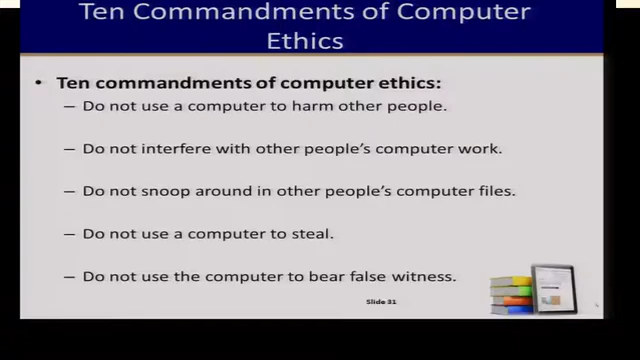 Ten Commandments of Computer
Ethics
• Ten commandments of computer ethics:
– Do not use a computer to harm other people.
– Do not interfere with other people's computer work.
– Do not snoop around in other people's computer files.
– Do not use a computer to steal.
– Do not use the computer to bear false witness.
Slide 31